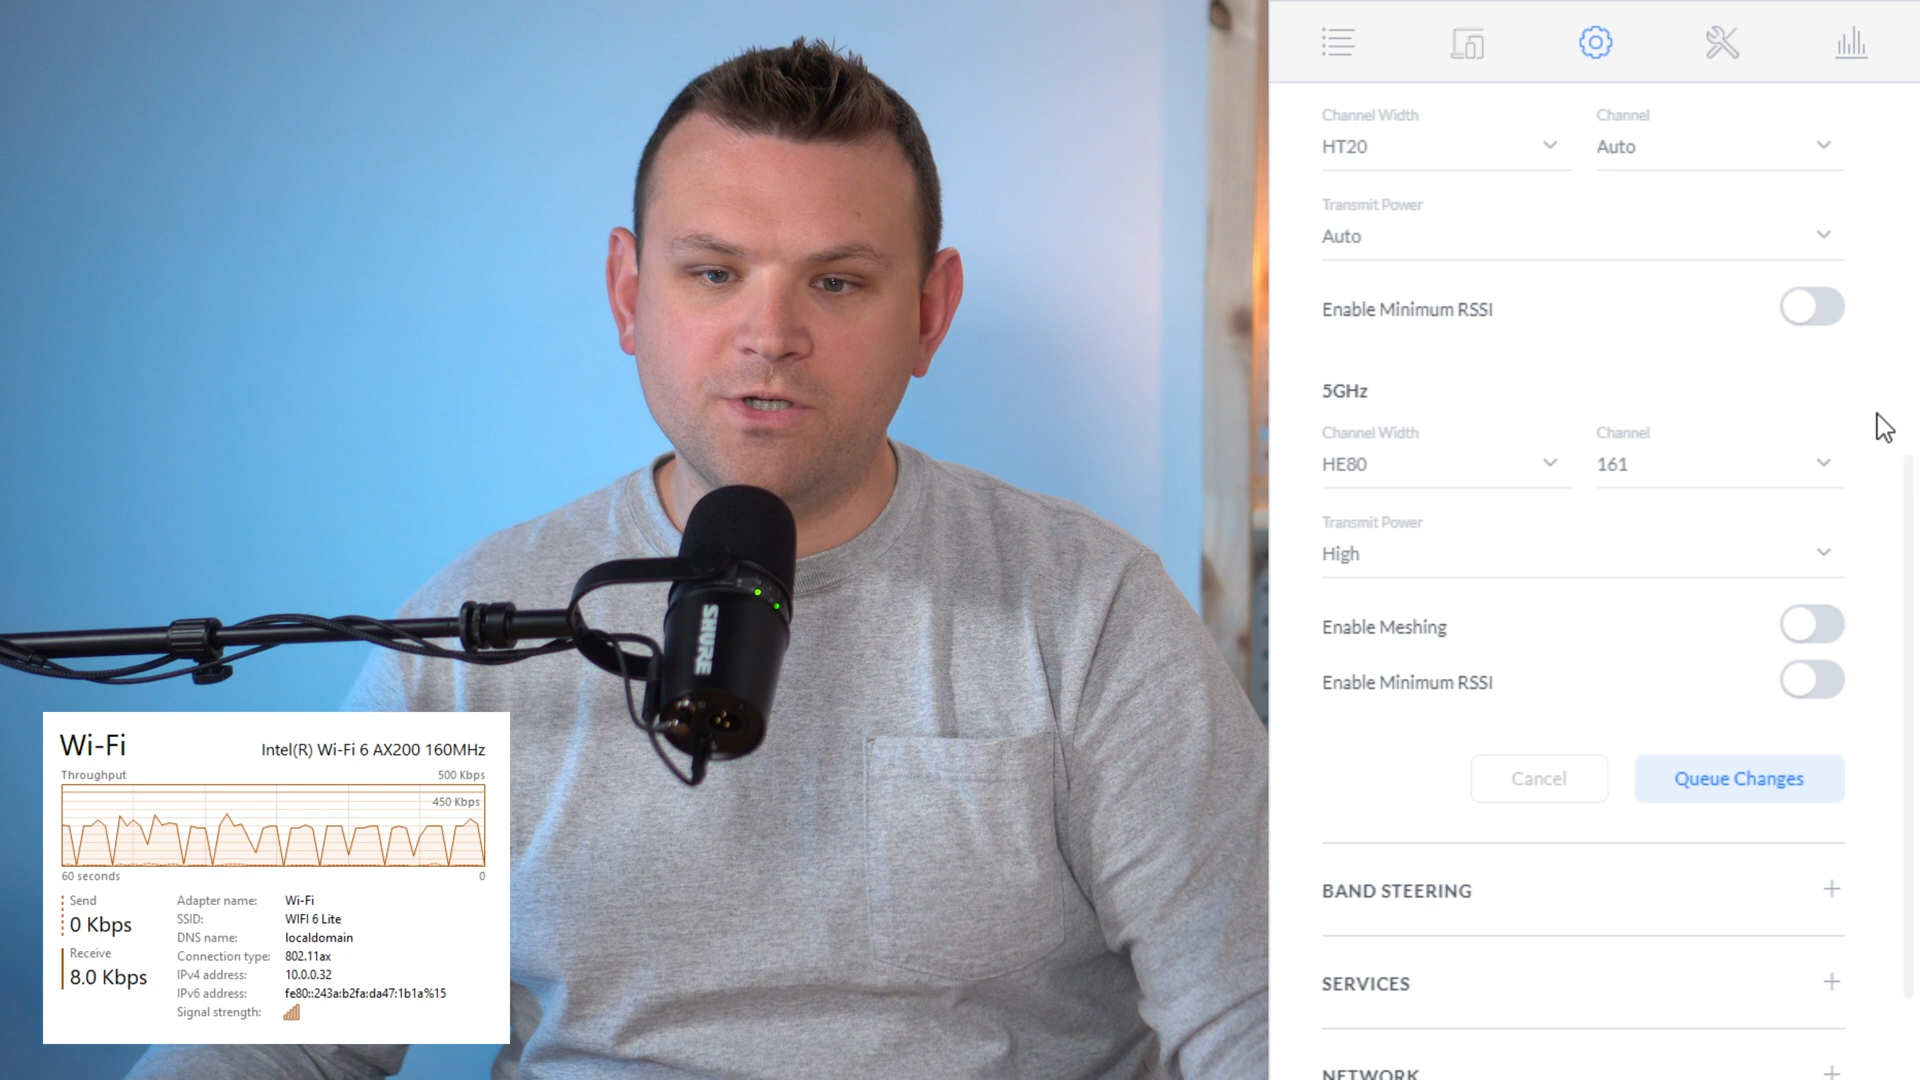 Channel Width
Channel
HT20
Auto
Transmit Power
Auto
Enable Minimum RSSI
5GHz
Channel Width
Channel
HE80
161
Transmit Power
High
Enable Meshing
Enable Minimum RSSI
Cancel
Queue Changes
BAND STEERING
SERVICES
NETWORK
SHURE
Wi-Fi
Intel(R) Wi-Fi 6 AX200 160MHz
Throughput
500 Kbps
450 Kbps
60 seconds
0
Send
0 Kbps
Receive
8.0 Kbps
Adapter name: Wi-Fi
SSID: WIFI 6 Lite
DNS name: localdomain
Connection type: 802.11ax
IPv4 address: 10.0.0.32
IPv6 address: fe80::243a:b2fa:da47:1b1a%15
Signal strength: